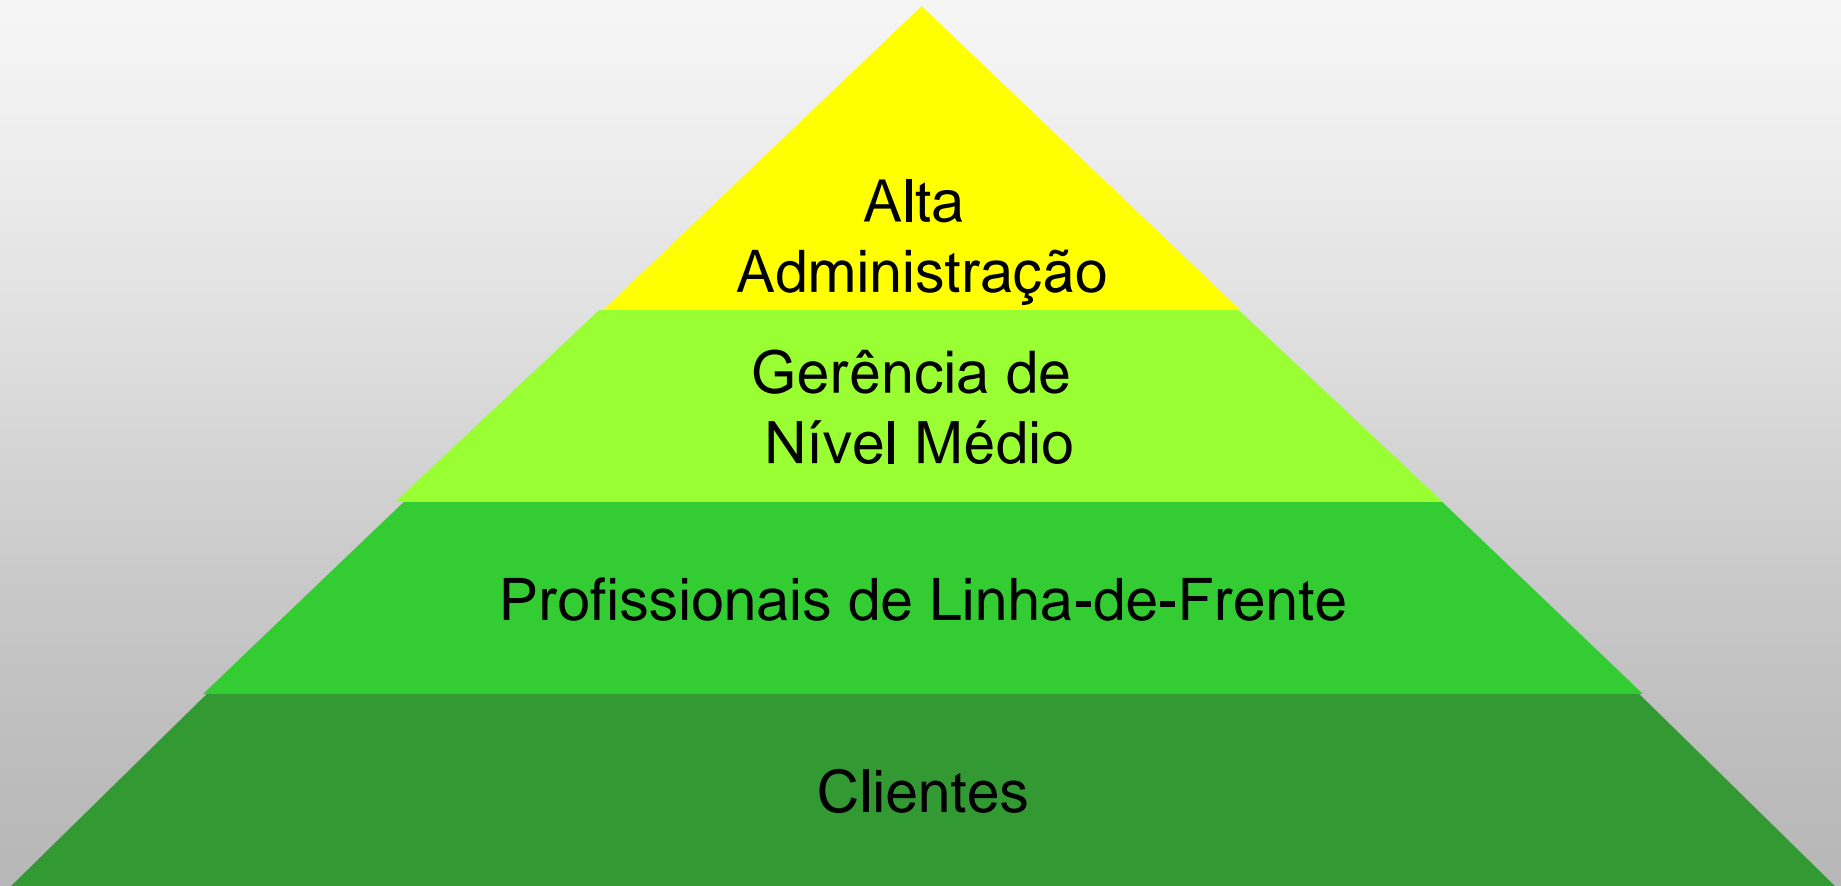 Alta
Administração
Gerência de
Nível Médio
Profissionais de Linha-de-Frente
Clientes